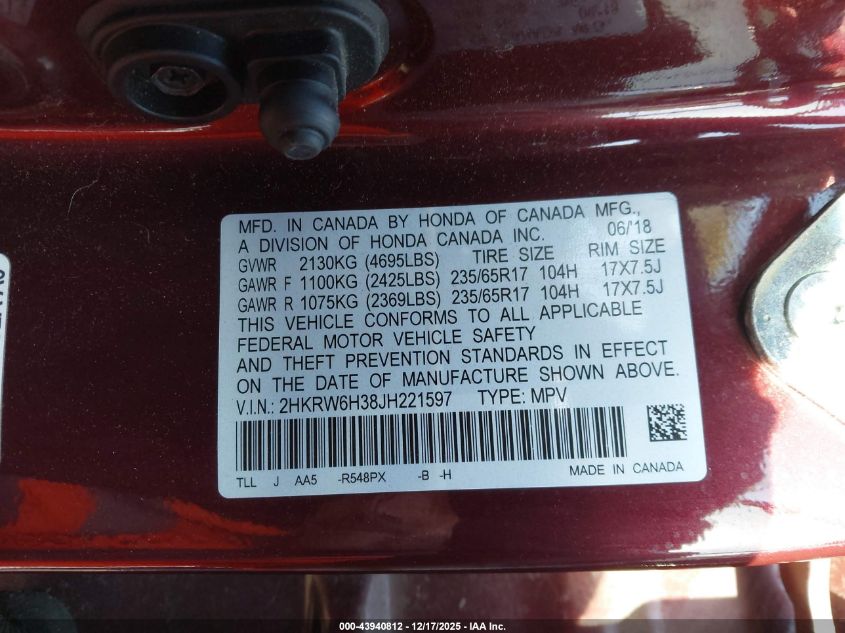 MFD. IN CANADA BY HONDA OF CANADA MFG.,
A DIVISION OF HONDA CANADA INC. 06/'18
GVWR 2130KG (4695LBS) TIRE SIZE RIM SIZE
GAWR F 1100KG (2425LBS) 235/65R17 104H 17X7.5J
GAWR R 1075KG (2369LBS) 235/65R17 104H 17X7.5J
THIS VEHICLE CONFORMS TO ALL APPLICABLE
FEDERAL MOTOR VEHICLE SAFETY
AND THEFT PREVENTION STANDARDS IN EFFECT
ON THE DATE OF MANUFACTURE SHOWN ABOVE.
V.I.N.: 2HKRW6H38JH221597 TYPE: MPV
TLL J AA5 -R548PX -B -H MADE IN CANADA
000-43940812 - 12/17/2025 - IAA Inc.